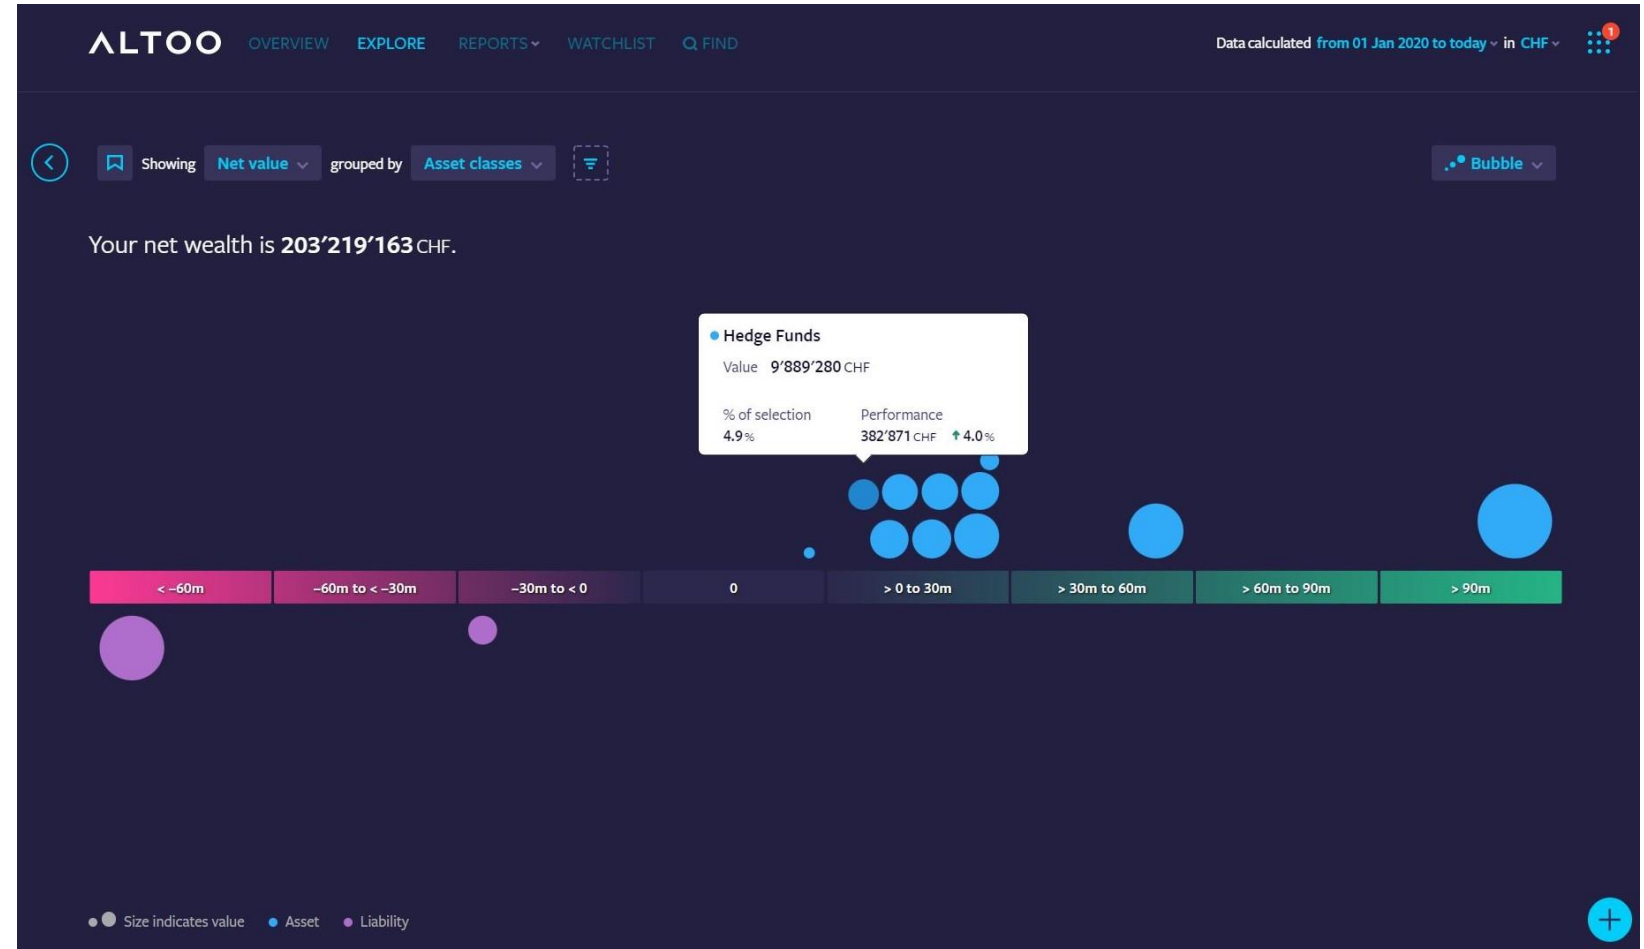 ALTOO OVERVIEW EXPLORE REPORTS WATCHLIST FIND Data calculated from 01 Jan 2020 to today in CHF 1
Showing Net value grouped by Asset classes Bubble
Your net wealth is 203′219′163 CHF.
Hedge Funds
Value 9′889′280 CHF
% of selection Performance
4.9% 382′871 CHF 4.0%
< –60m –60m to < –30m –30m to < 0 0 > 0 to 30m > 30m to 60m > 60m to 90m > 90m
Size indicates value Asset Liability